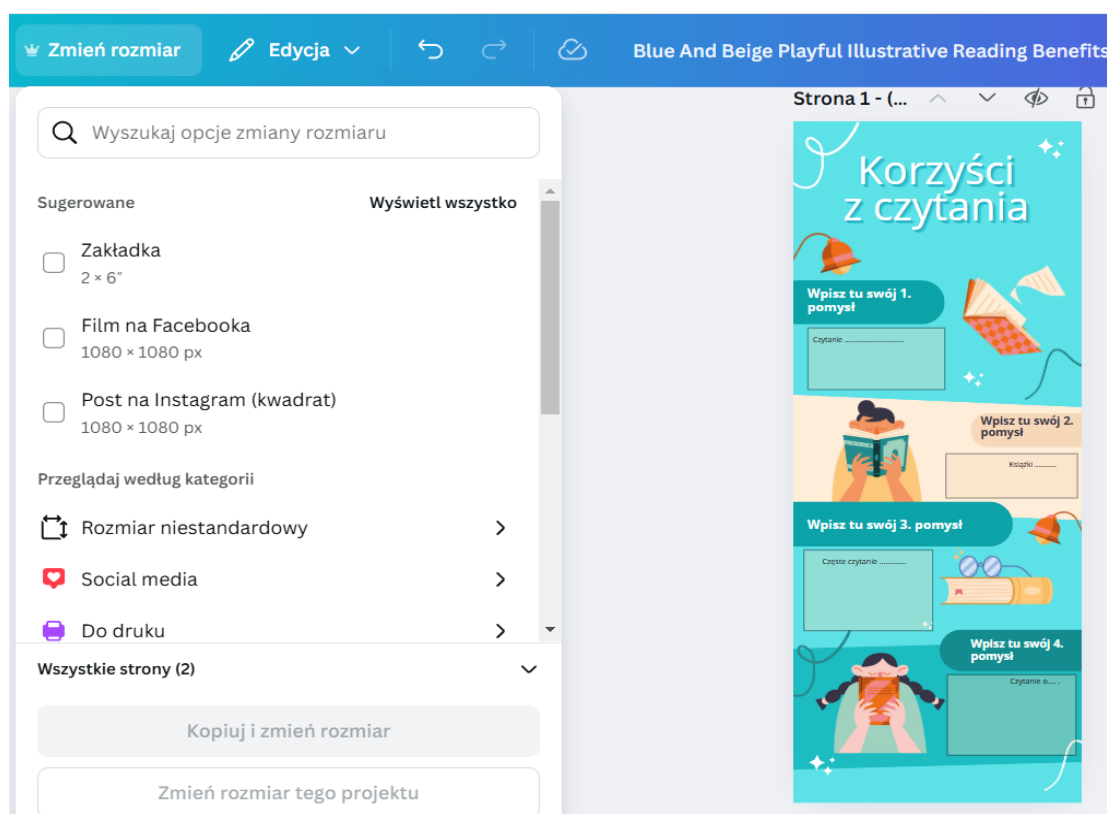 Zmień rozmiar
Edycja
Blue And Beige Playful Illustrative Reading Benefits
Wyszukaj opcje zmiany rozmiaru
Sugerowane
Wyświetl wszystko
Zakładka
2 × 6"
Film na Facebooka
1080 × 1080 px
Post na Instagram (kwadrat)
1080 × 1080 px
Przeglądaj według kategorii
Rozmiar niestandardowy
Social media
Do druku
Wszystkie strony (2)
Kopiuj i zmień rozmiar
Zmień rozmiar tego projektu
Strona 1 - (...
Korzyści
z czytania
Wpisz tu swój 1.
pomysł
Czytanie ..............................
Wpisz tu swój 2.
pomysł
Książki ...........
Wpisz tu swój 3. pomysł
Częste czytanie .............
Wpisz tu swój 4.
pomysł
Czytanie o.... .